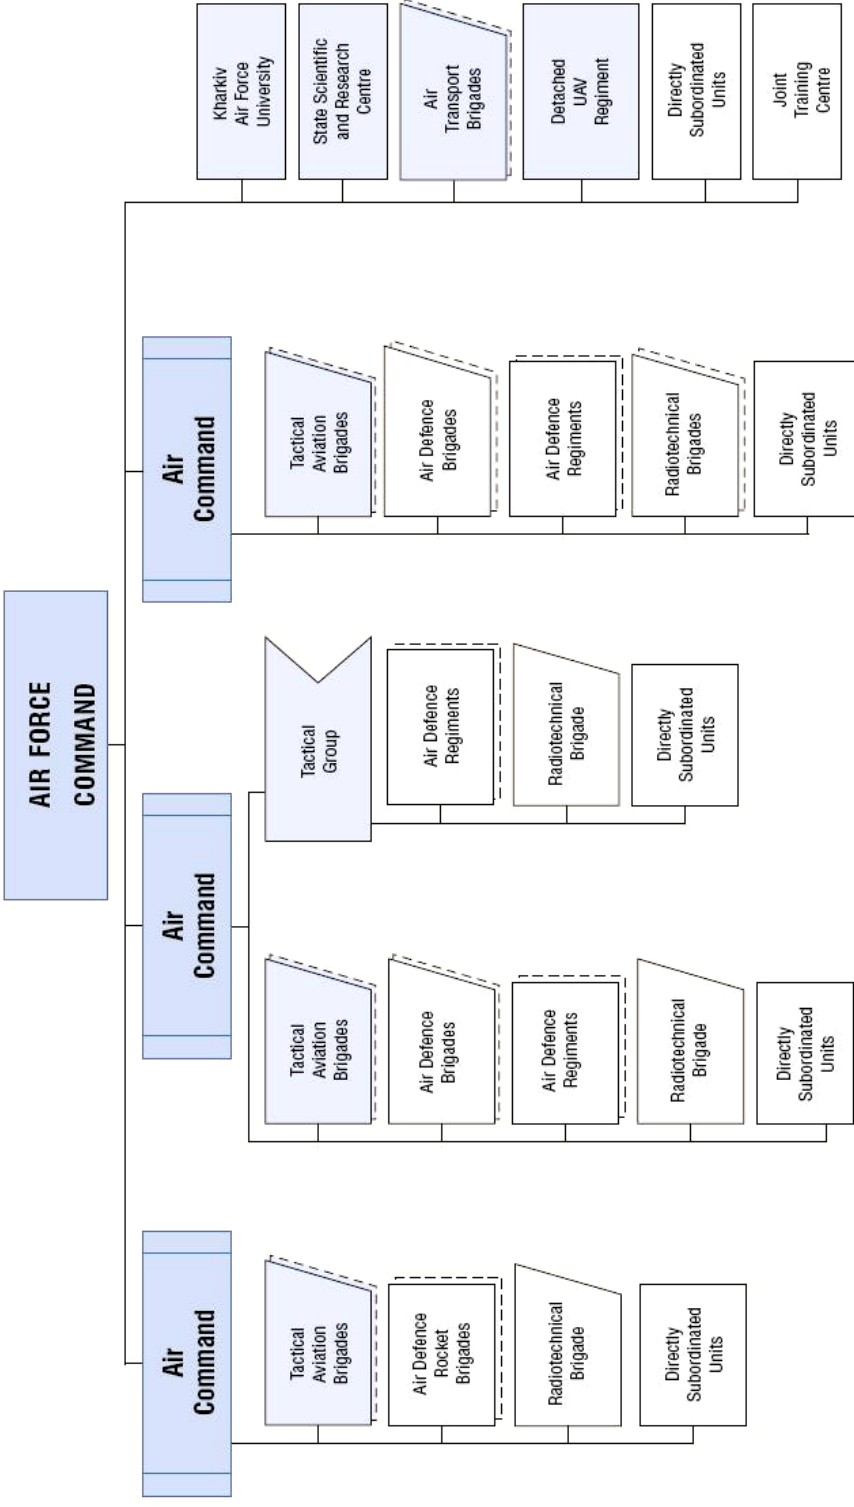 AIR FORCE
COMMAND
Air
Command
Tactical
Aviation
Brigades
Air Defence
Rocket
Brigades
Radiotechnical
Brigade
Directly
Subordinated
Units
Air
Command
Tactical
Aviation
Brigades
Air Defence
Brigades
Air Defence
Regiments
Radiotechnical
Brigade
Directly
Subordinated
Units
Tactical
Group
Air Defence
Regiments
Radiotechnical
Brigade
Directly
Subordinated
Units
Air
Command
Tactical
Aviation
Brigades
Air Defence
Brigades
Air Defence
Regiments
Radiotechnical
Brigades
Directly
Subordinated
Units
Kharkiv
Air Force
University
State Scientific
and Research
Centre
Air
Transport
Brigades
Detached
UAV
Regiment
Directly
Subordinated
Units
Joint
Training
Centre